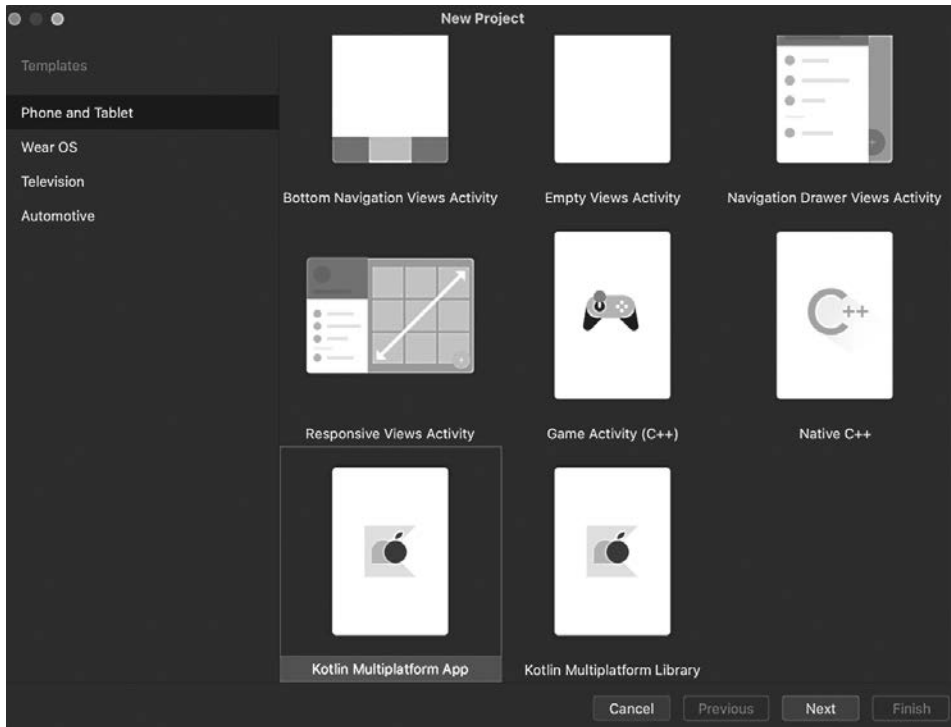 New Project
Templates
Phone and Tablet
Wear OS
Television
Automotive
Bottom Navigation Views Activity
Empty Views Activity
Navigation Drawer Views Activity
Responsive Views Activity
Game Activity (C++)
C++
Native C++
Kotlin Multiplatform App
Kotlin Multiplatform Library
Cancel
Previous
Next
Finish